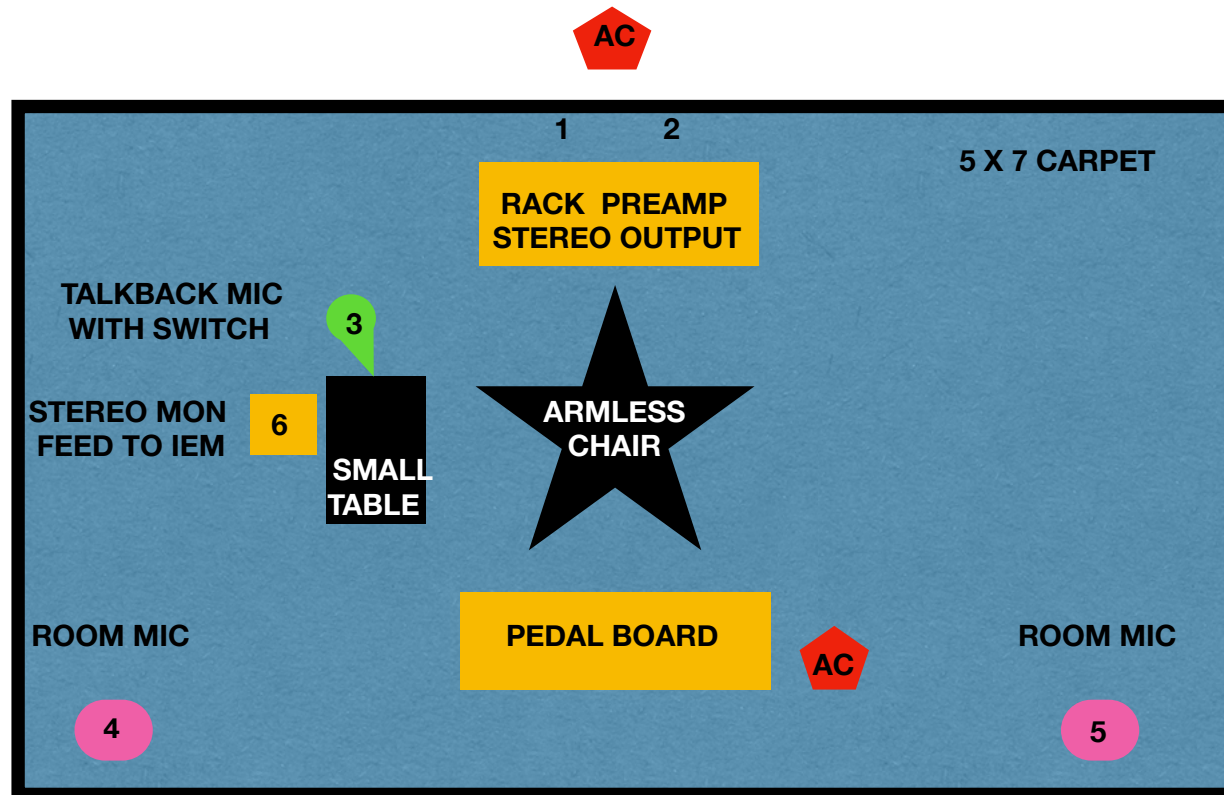 AC
1 2
5 X 7 CARPET
RACK PREAMP
STEREO OUTPUT
TALKBACK MIC
WITH SWITCH
3
STEREO MON
FEED TO IEM
6
SMALL
TABLE
ARMLESS
CHAIR
ROOM MIC
PEDAL BOARD
AC
ROOM MIC
4
5